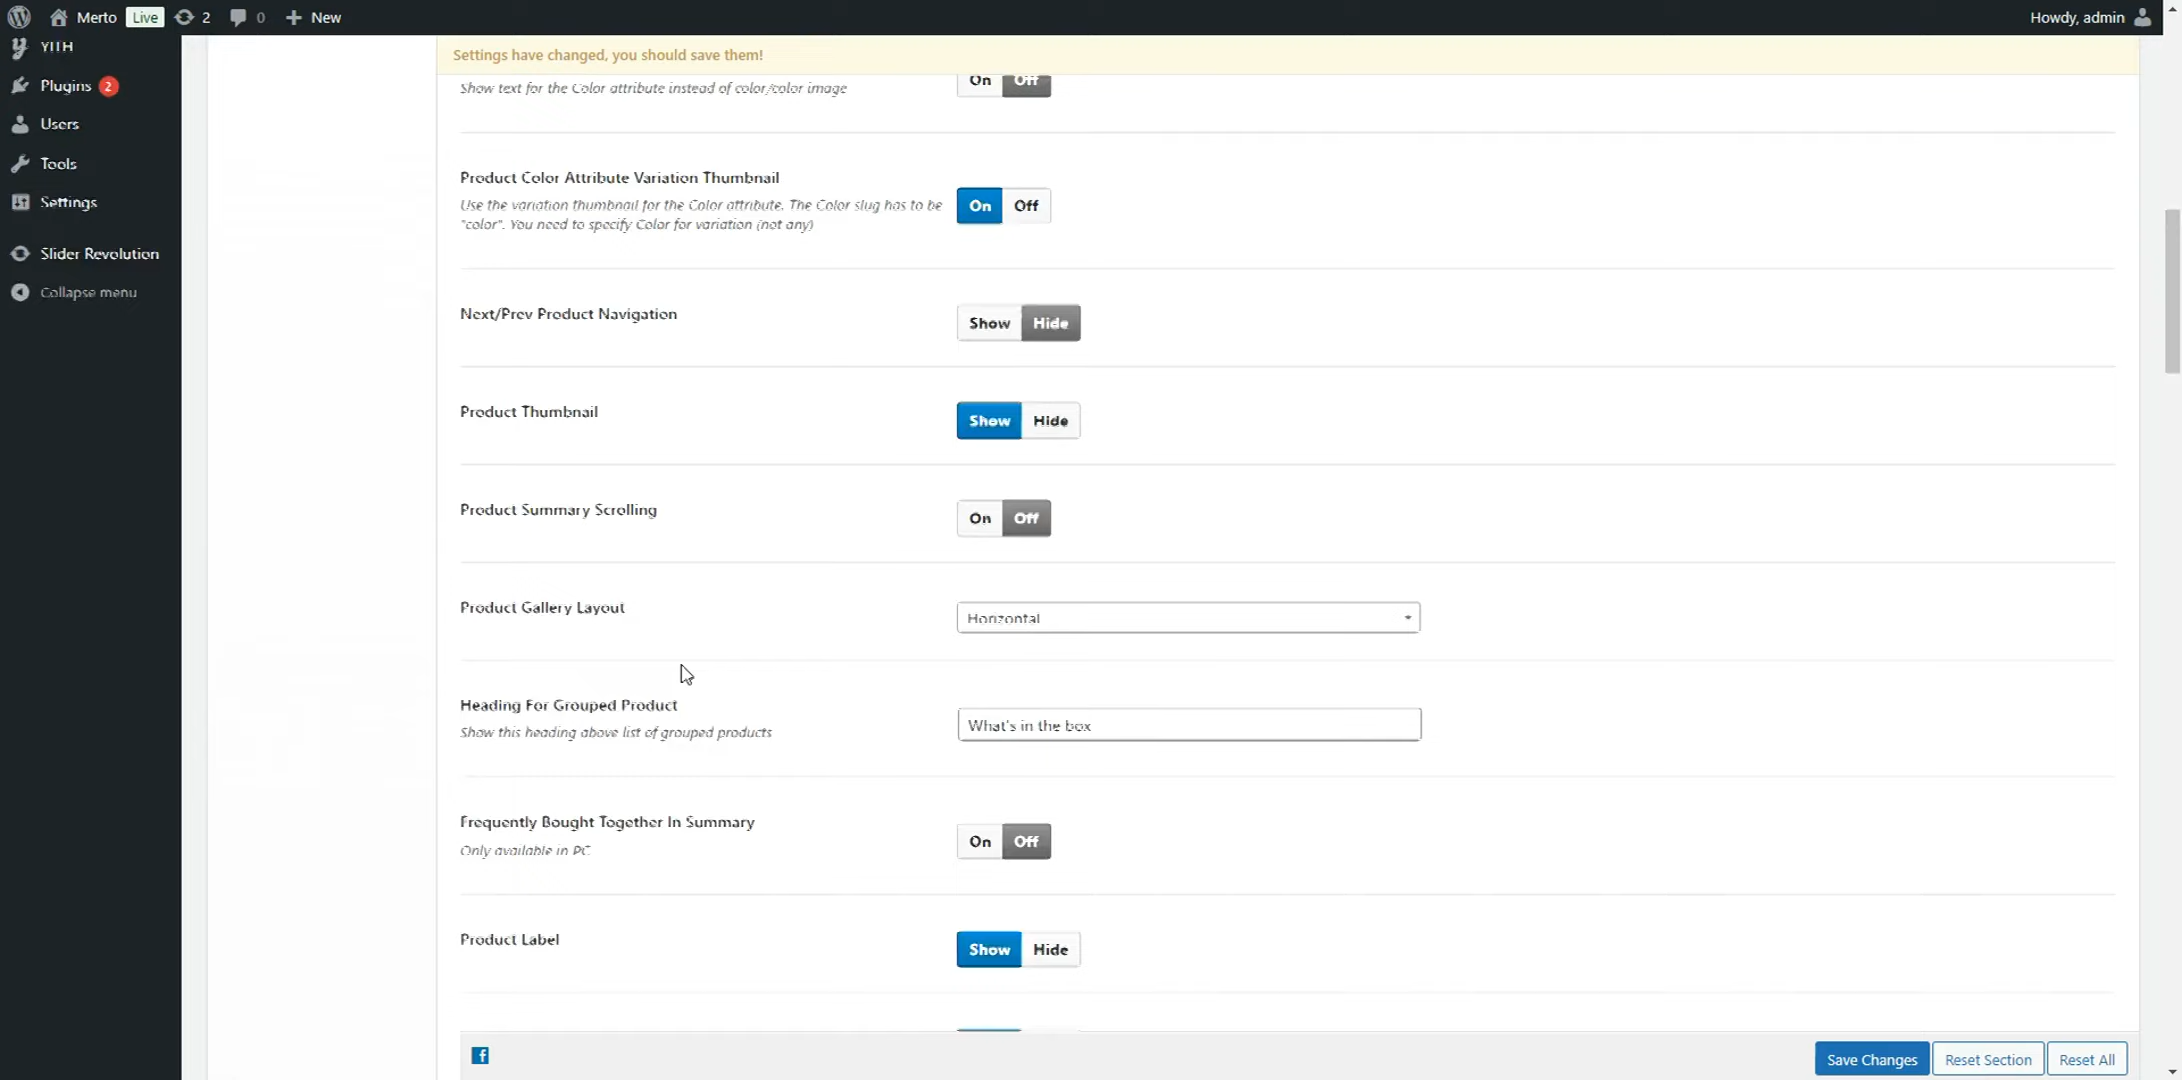 Merto Live 2 0 New Howdy, admin
YITH
Plugins 2
Users
Tools
Settings
Slider Revolution
Collapse menu
Settings have changed, you should save them!
Show text for the Color attribute instead of color/color image
On Off
Product Color Attribute Variation Thumbnail
Use the variation thumbnail for the Color attribute. The Color slug has to be
"color". You need to specify Color for variation (not any)
On Off
Next/Prev Product Navigation
Show Hide
Product Thumbnail
Show Hide
Product Summary Scrolling
On Off
Product Gallery Layout
Horizontal
Heading For Grouped Product
Show this heading above list of grouped products
What's in the box
Frequently Bought Together In Summary
Only available in PC
On Off
Product Label
Show Hide
Save Changes Reset Section Reset All